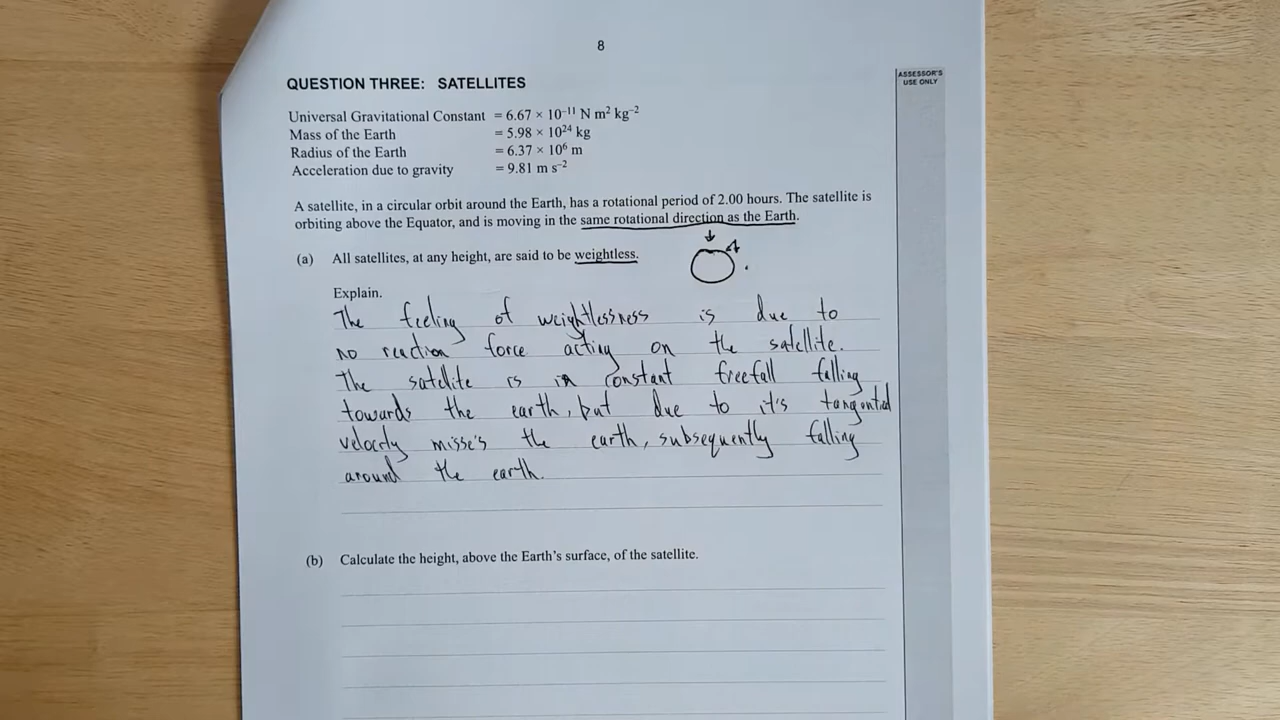 8
QUESTION THREE: SATELLITES
ASSESSOR'S
USE ONLY
Universal Gravitational Constant = 6.67 × 10⁻¹¹ N m² kg⁻²
Mass of the Earth = 5.98 × 10²⁴ kg
Radius of the Earth = 6.37 × 10⁶ m
Acceleration due to gravity = 9.81 m s⁻²
A satellite, in a circular orbit around the Earth, has a rotational period of 2.00 hours. The satellite is
orbiting above the Equator, and is moving in the same rotational direction as the Earth.
(a) All satellites, at any height, are said to be weightless.
Explain.
The feeling of weightlessness is due to
no reaction force acting on the satellite.
The satellite is in constant freefall falling
towards the earth, but due to it's tangential
velocity misse's the earth, subsequently falling
around the earth.
(b) Calculate the height, above the Earth's surface, of the satellite.